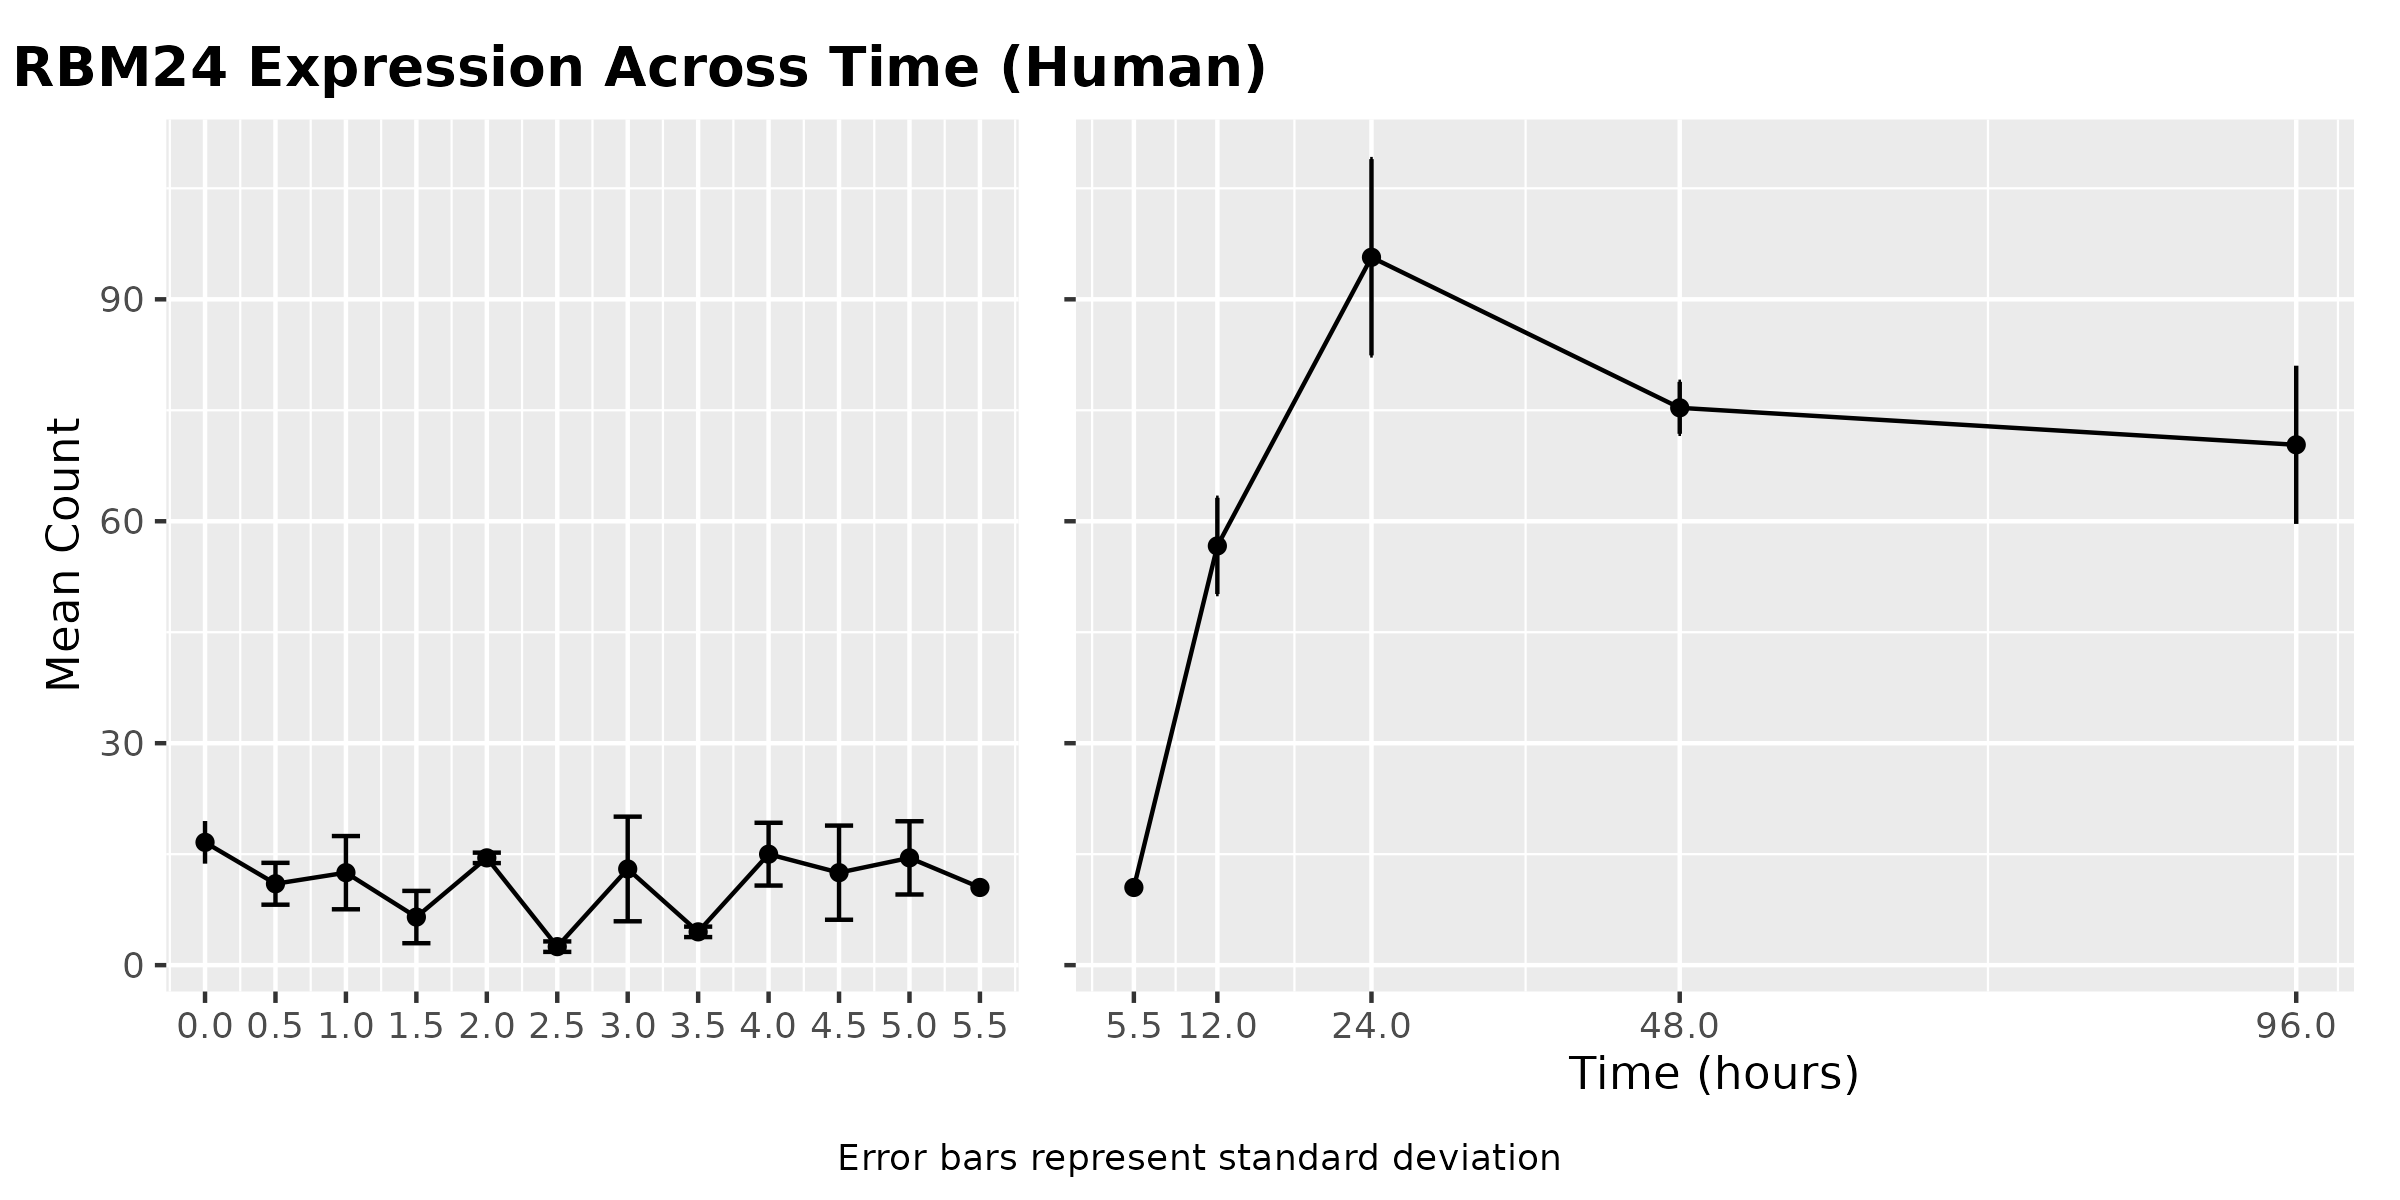 RBM24 Expression Across Time (Human)
Mean Count
90
60
30
0
0.0 0.5 1.0 1.5 2.0 2.5 3.0 3.5 4.0 4.5 5.0 5.5
5.5 12.0 24.0 48.0 96.0
Time (hours)
Error bars represent standard deviation